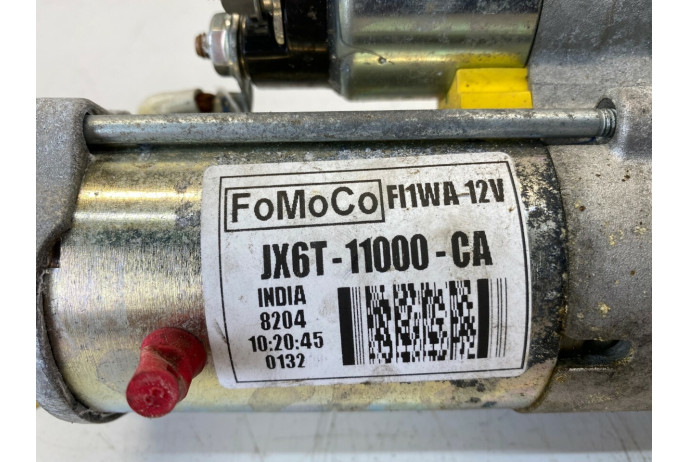 FoMoCo FI1WA-12V
JX6T-11000-CA
INDIA
8204
10:20:45
0132